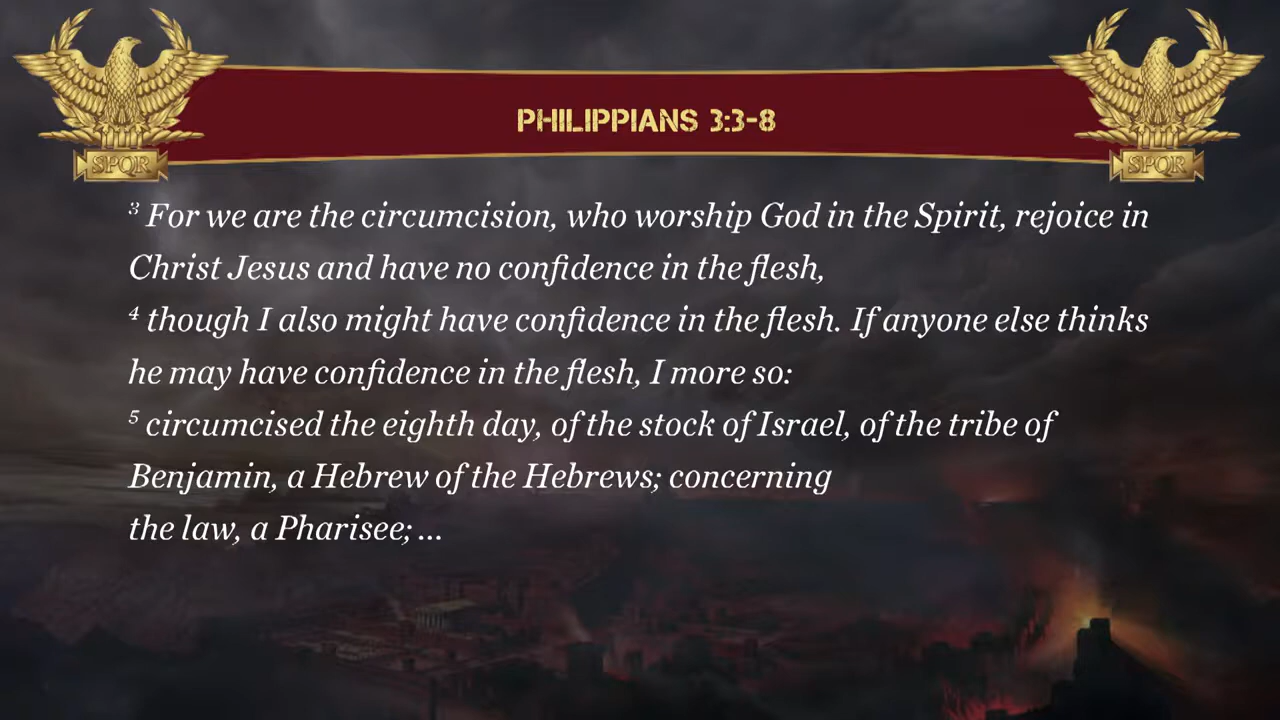 PHILIPPIANS 3:3-8
SPQR
SPQR
³ For we are the circumcision, who worship God in the Spirit, rejoice in
Christ Jesus and have no confidence in the flesh,
⁴ though I also might have confidence in the flesh. If anyone else thinks
he may have confidence in the flesh, I more so:
⁵ circumcised the eighth day, of the stock of Israel, of the tribe of
Benjamin, a Hebrew of the Hebrews; concerning
the law, a Pharisee; ...